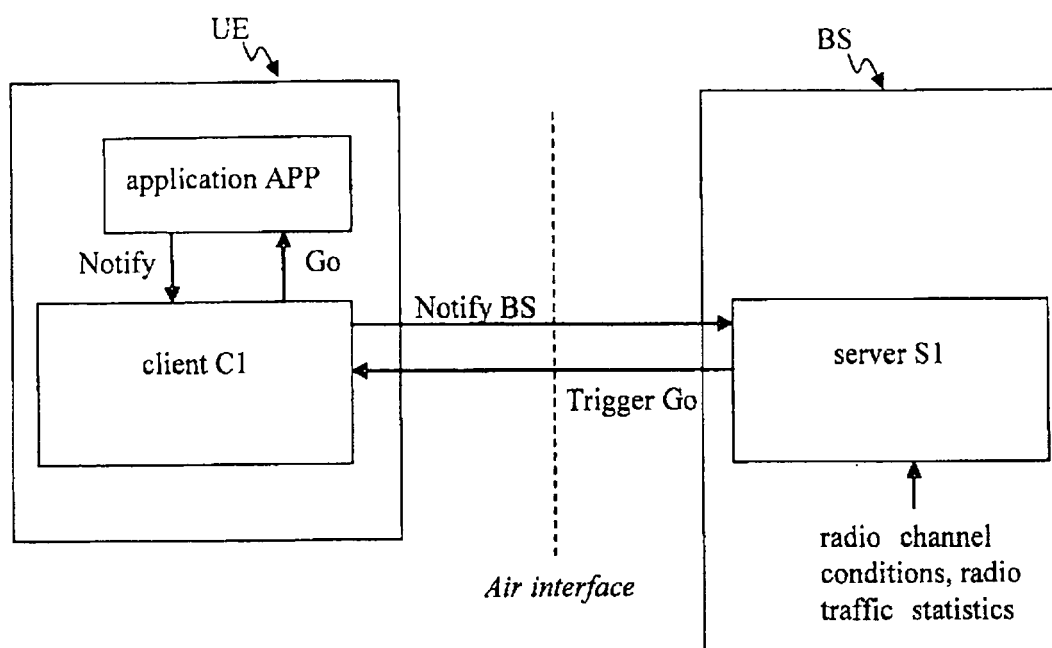 UE
BS
application APP
Notify
Go
Notify BS
client C1
server S1
Trigger Go
radio channel
conditions, radio
traffic statistics
Air interface